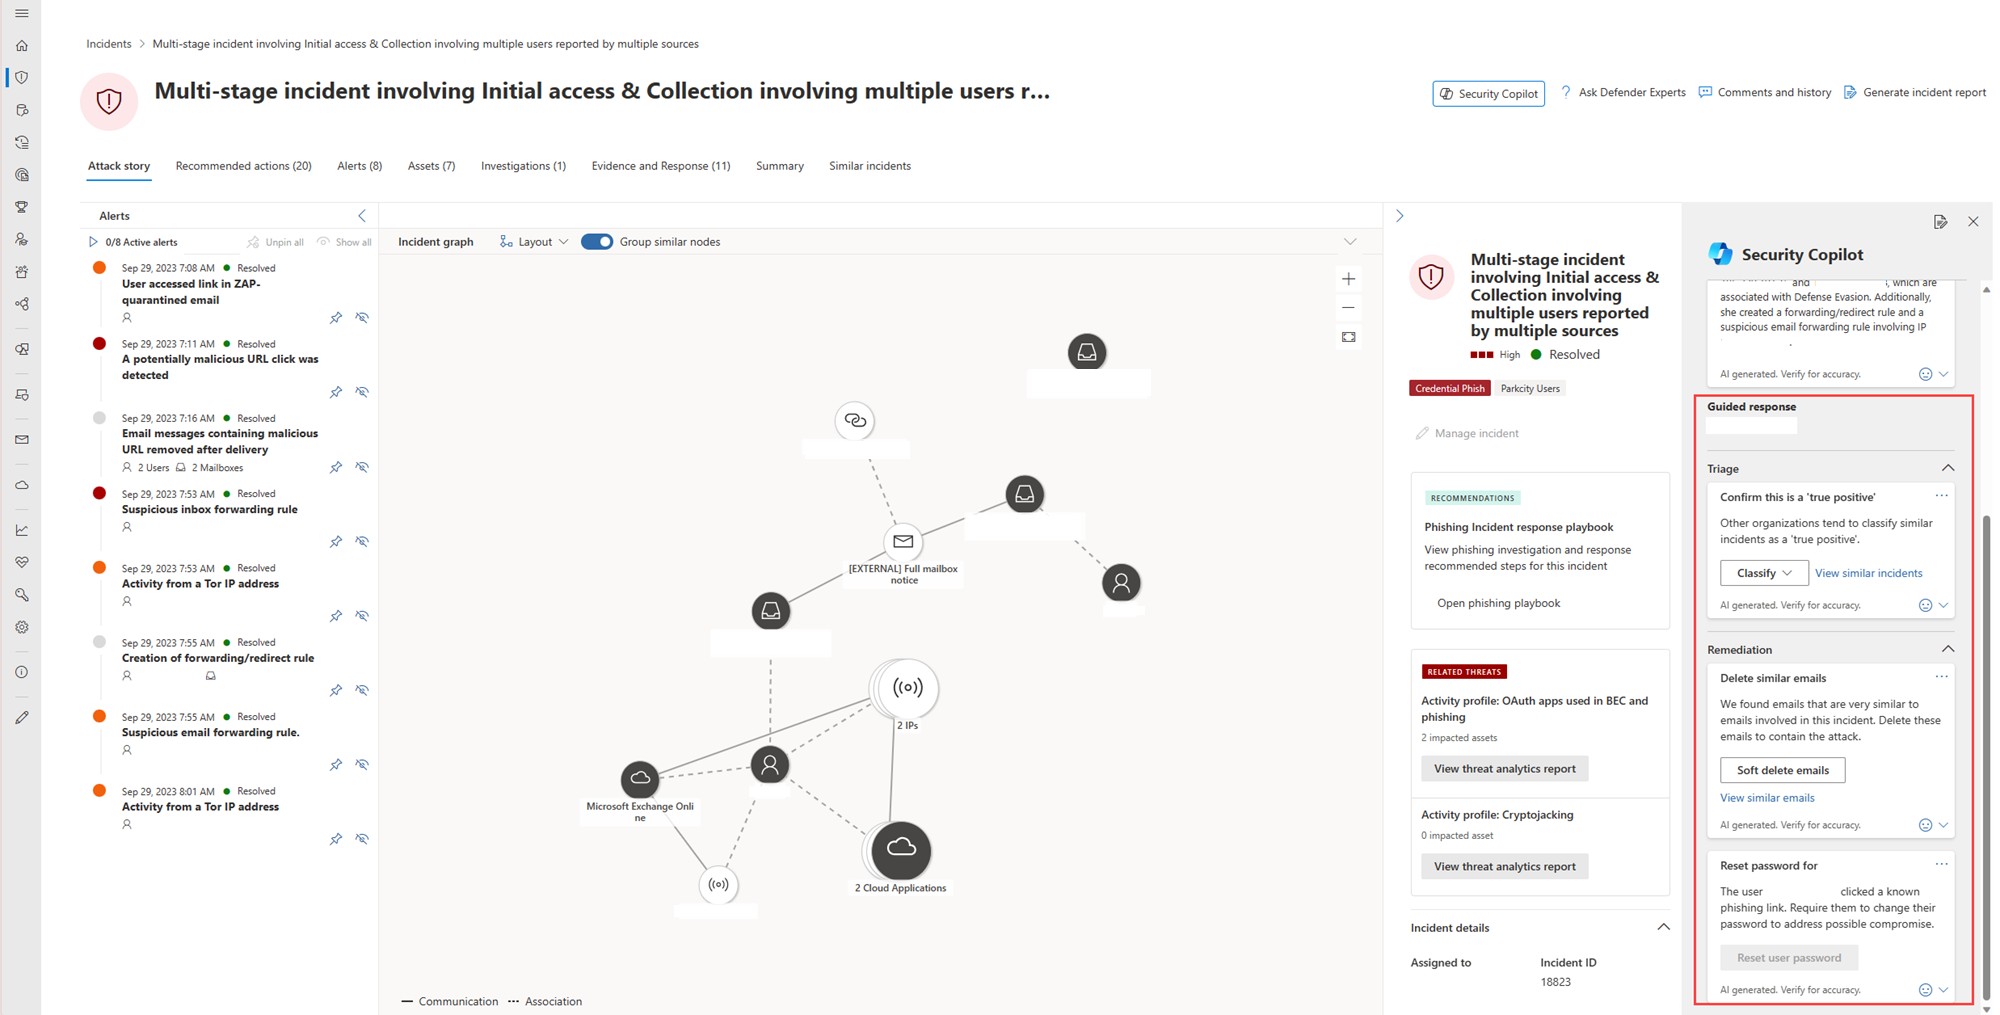 Incidents > Multi-stage incident involving Initial access & Collection involving multiple users reported by multiple sources
Multi-stage incident involving Initial access & Collection involving multiple users r...
Security Copilot
? Ask Defender Experts
Comments and history
Generate incident report
Attack story
Recommended actions (20)
Alerts (8)
Assets (7)
Investigations (1)
Evidence and Response (11)
Summary
Similar incidents
Alerts
0/8 Active alerts
Unpin all
Show all
Sep 29, 2023 7:08 AM Resolved
User accessed link in ZAP-
quarantined email
Sep 29, 2023 7:11 AM Resolved
A potentially malicious URL click was
detected
Sep 29, 2023 7:16 AM Resolved
Email messages containing malicious
URL removed after delivery
2 Users 2 Mailboxes
Sep 29, 2023 7:53 AM Resolved
Suspicious inbox forwarding rule
Sep 29, 2023 7:53 AM Resolved
Activity from a Tor IP address
Sep 29, 2023 7:55 AM Resolved
Creation of forwarding/redirect rule
Sep 29, 2023 7:55 AM Resolved
Suspicious email forwarding rule.
Sep 29, 2023 8:01 AM Resolved
Activity from a Tor IP address
Incident graph
Layout
Group similar nodes
[EXTERNAL] Full mailbox
notice
2 IPs
Microsoft Exchange Onli
ne
2 Cloud Applications
Communication
Association
Multi-stage incident
involving Initial access &
Collection involving
multiple users reported
by multiple sources
High Resolved
Credential Phish
Parkcity Users
Manage incident
RECOMMENDATIONS
Phishing Incident response playbook
View phishing investigation and response
recommended steps for this incident
Open phishing playbook
RELATED THREATS
Activity profile: OAuth apps used in BEC and
phishing
2 impacted assets
View threat analytics report
Activity profile: Cryptojacking
0 impacted asset
View threat analytics report
Incident details
Assigned to
Incident ID
18823
Security Copilot
and , which are
associated with Defense Evasion. Additionally,
she created a forwarding/redirect rule and a
suspicious email forwarding rule involving IP
.
AI generated. Verify for accuracy.
Guided response
Triage
Confirm this is a 'true positive'
Other organizations tend to classify similar
incidents as a 'true positive'.
Classify
View similar incidents
AI generated. Verify for accuracy.
Remediation
Delete similar emails
We found emails that are very similar to
emails involved in this incident. Delete these
emails to contain the attack.
Soft delete emails
View similar emails
AI generated. Verify for accuracy.
Reset password for
The user clicked a known
phishing link. Require them to change their
password to address possible compromise.
Reset user password
AI generated. Verify for accuracy.